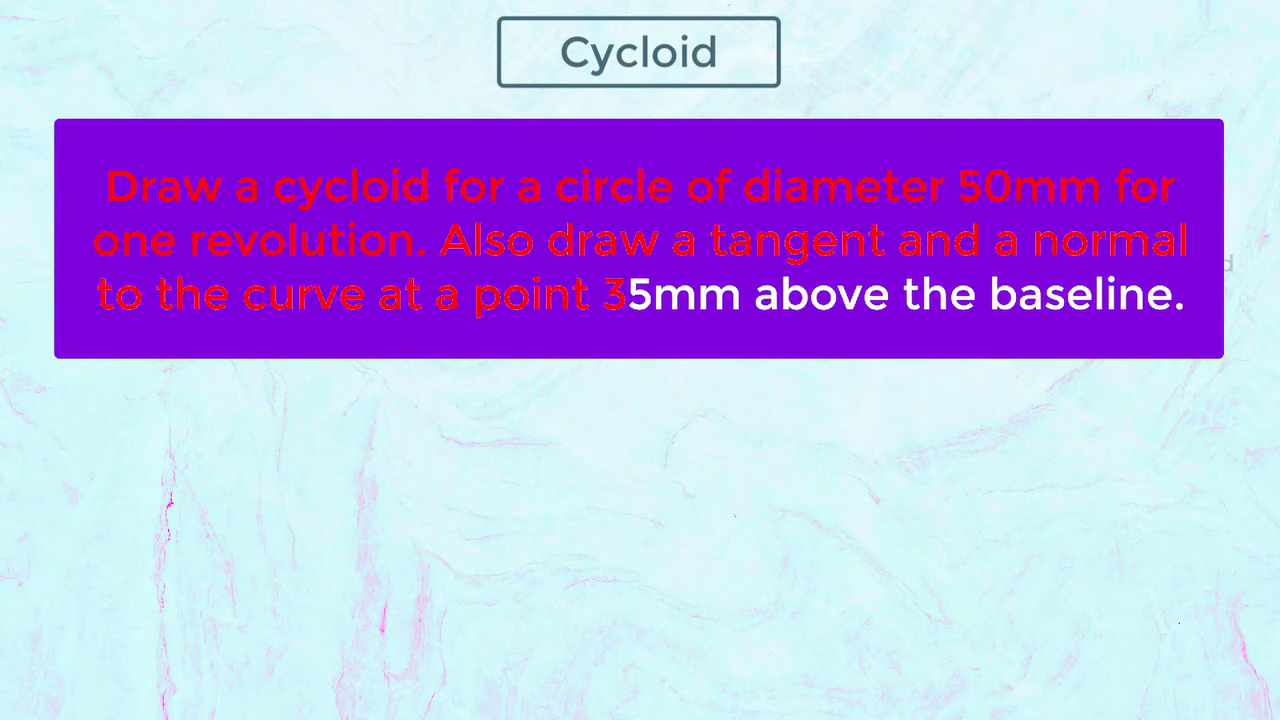 Cycloid
Draw a cycloid for a circle of diameter 50mm for
one revolution. Also draw a tangent and a normal
to the curve at a point 35mm above the baseline.